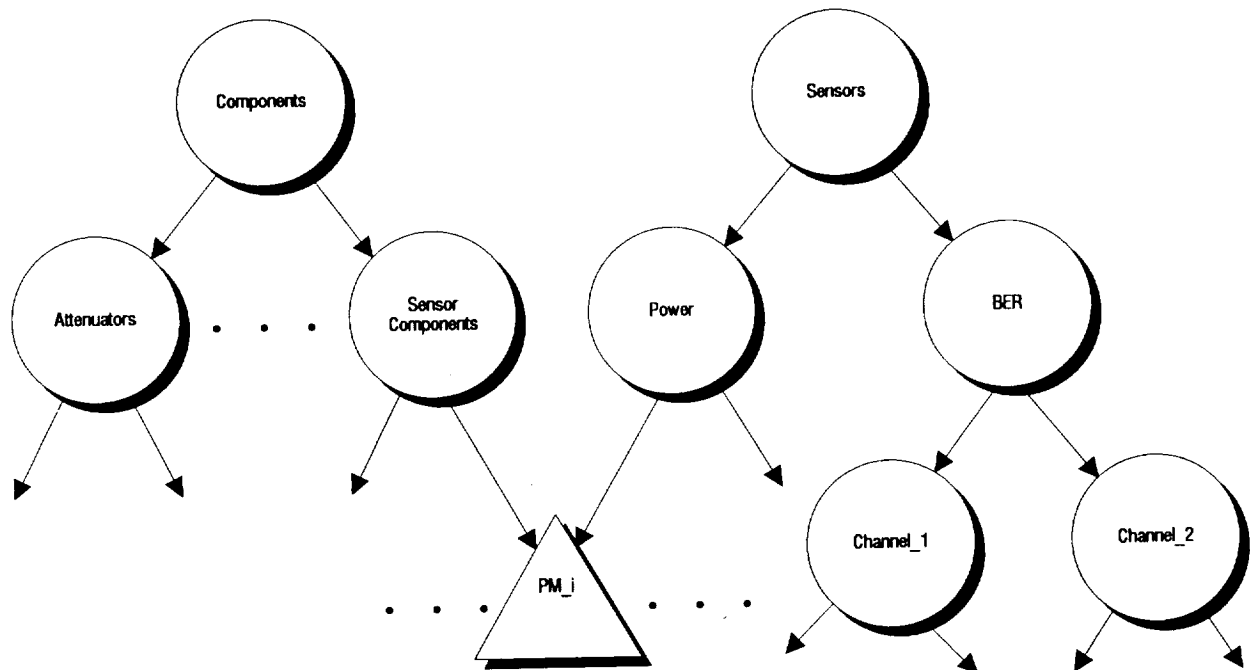 Components
Sensors
Attenuators
Sensor
Components
Power
BER
PM_i
Channel_1
Channel_2